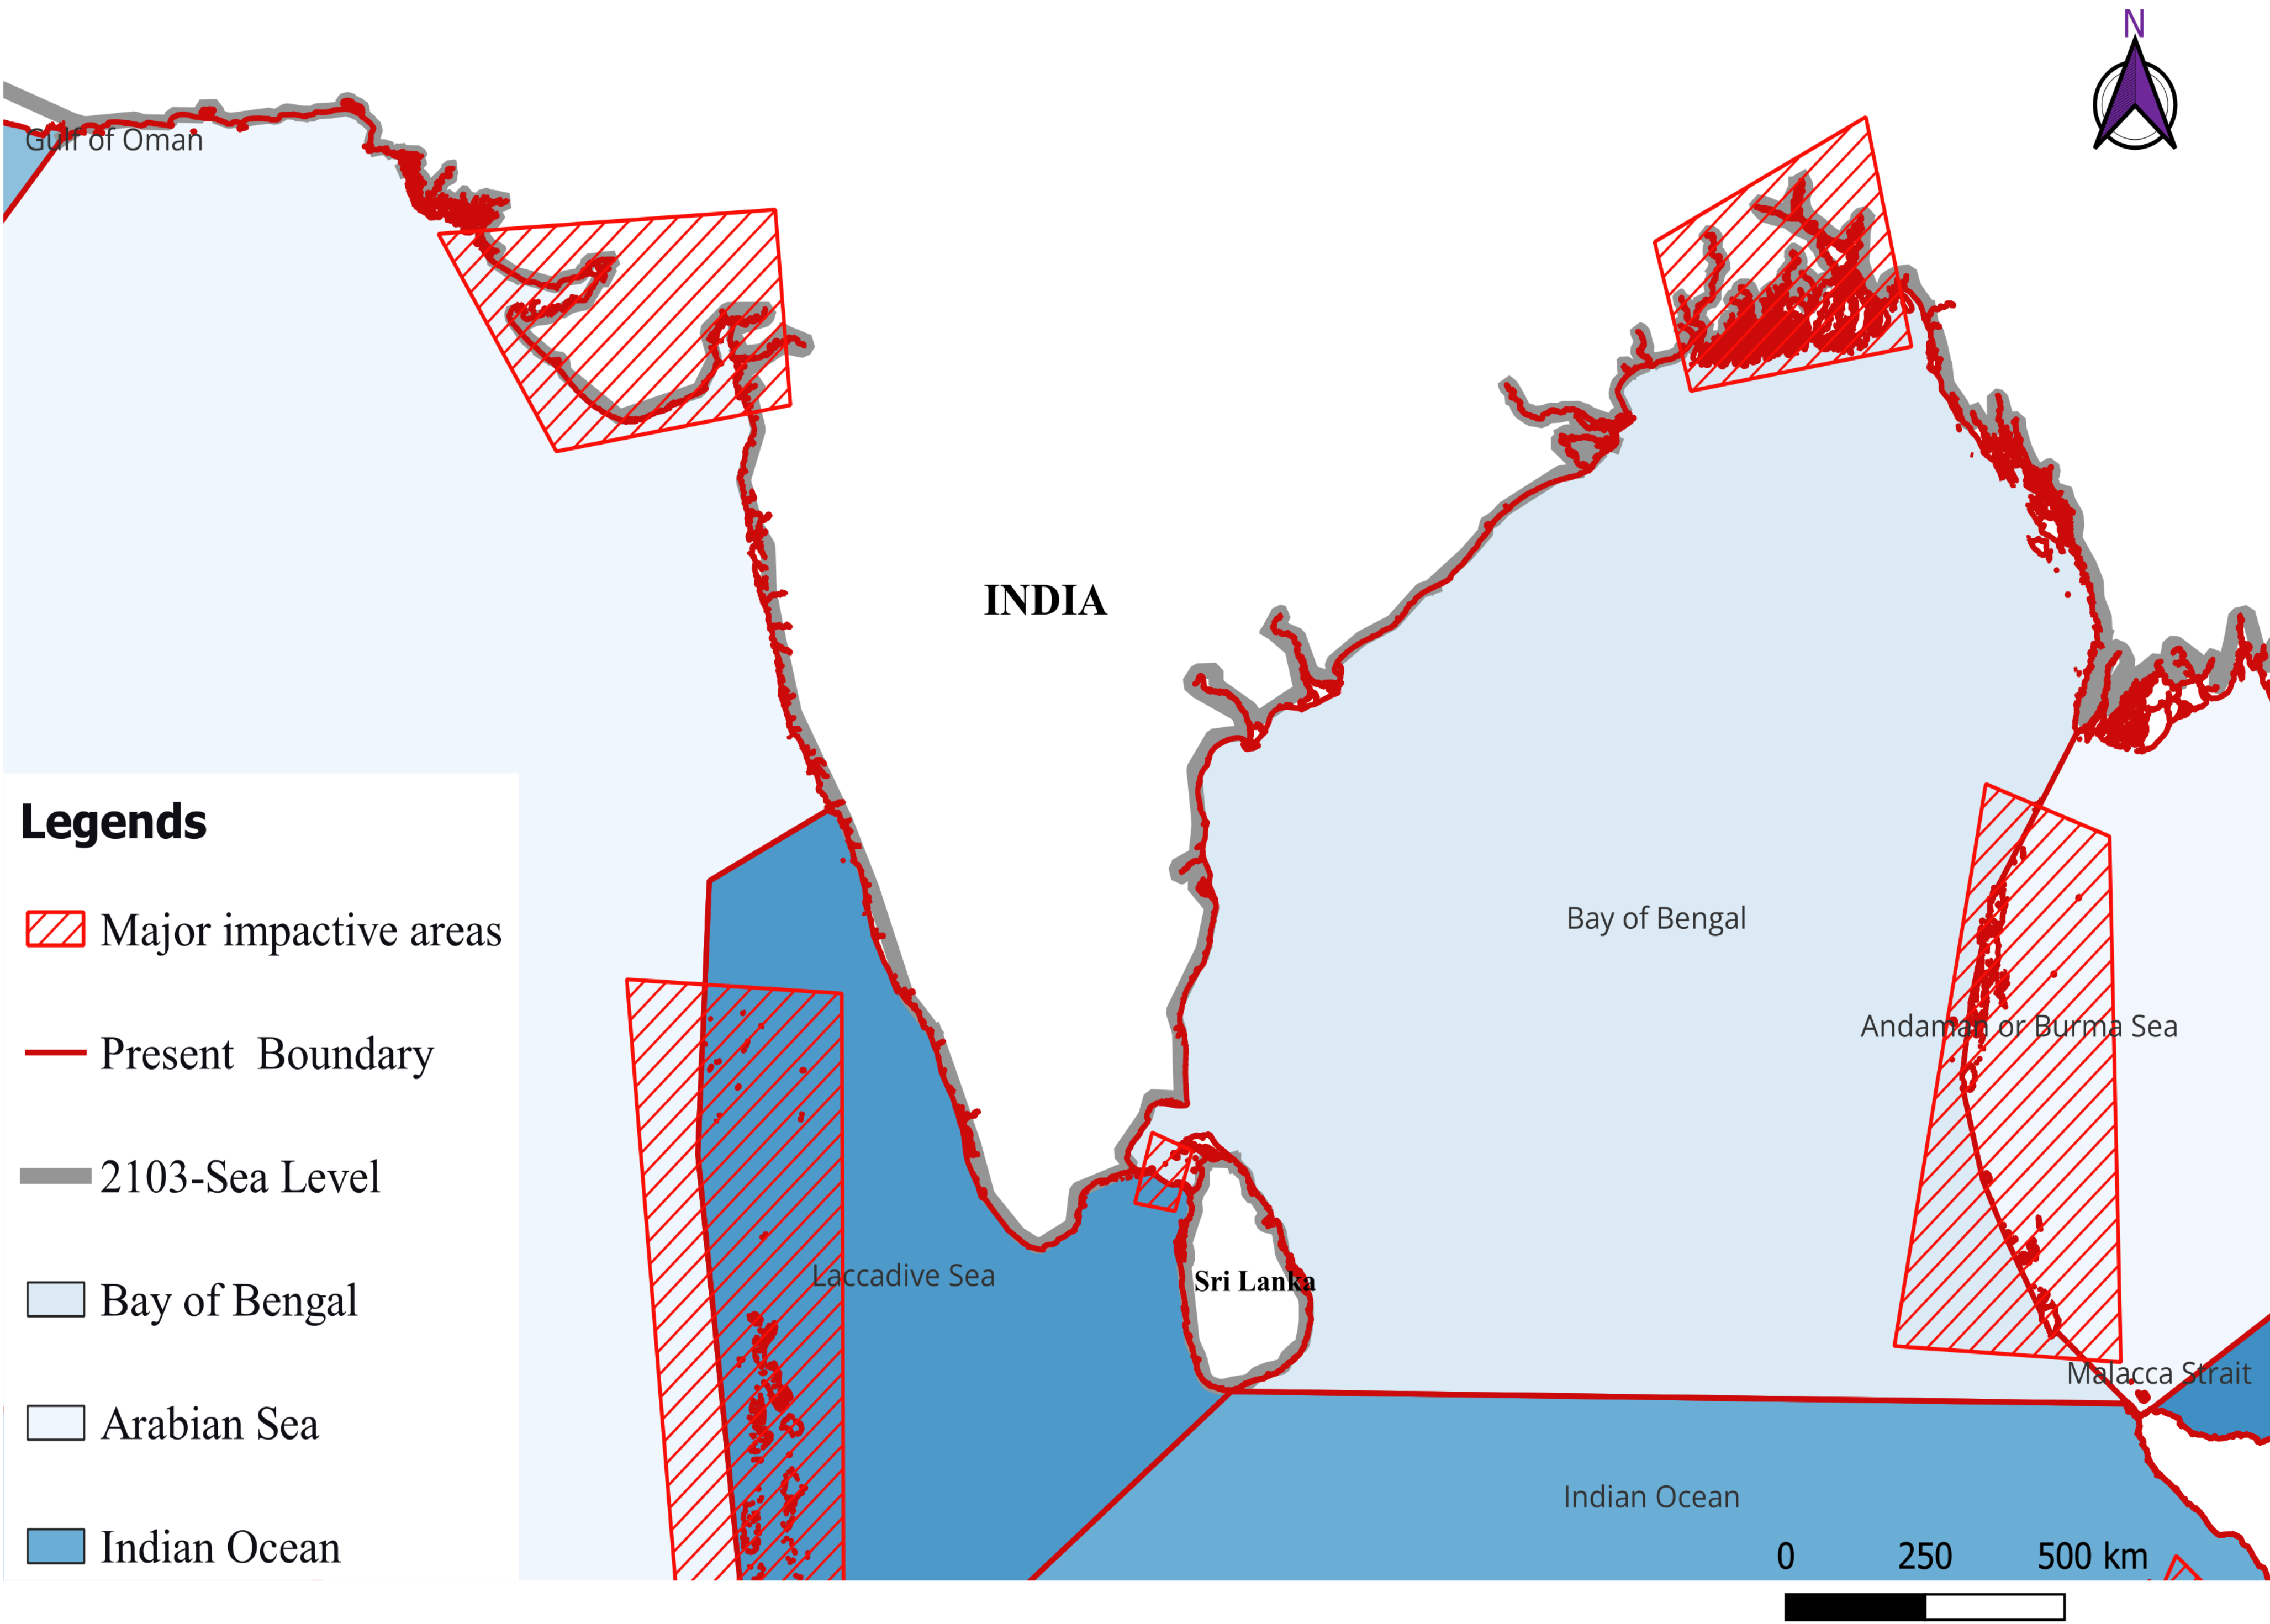 N
Gulf of Oman
INDIA
Bay of Bengal
Andaman or Burma Sea
Laccadive Sea
Sri Lanka
Malacca Strait
Indian Ocean
0 250 500 km
Legends
Major impactive areas
Present Boundary
2103-Sea Level
Bay of Bengal
Arabian Sea
Indian Ocean